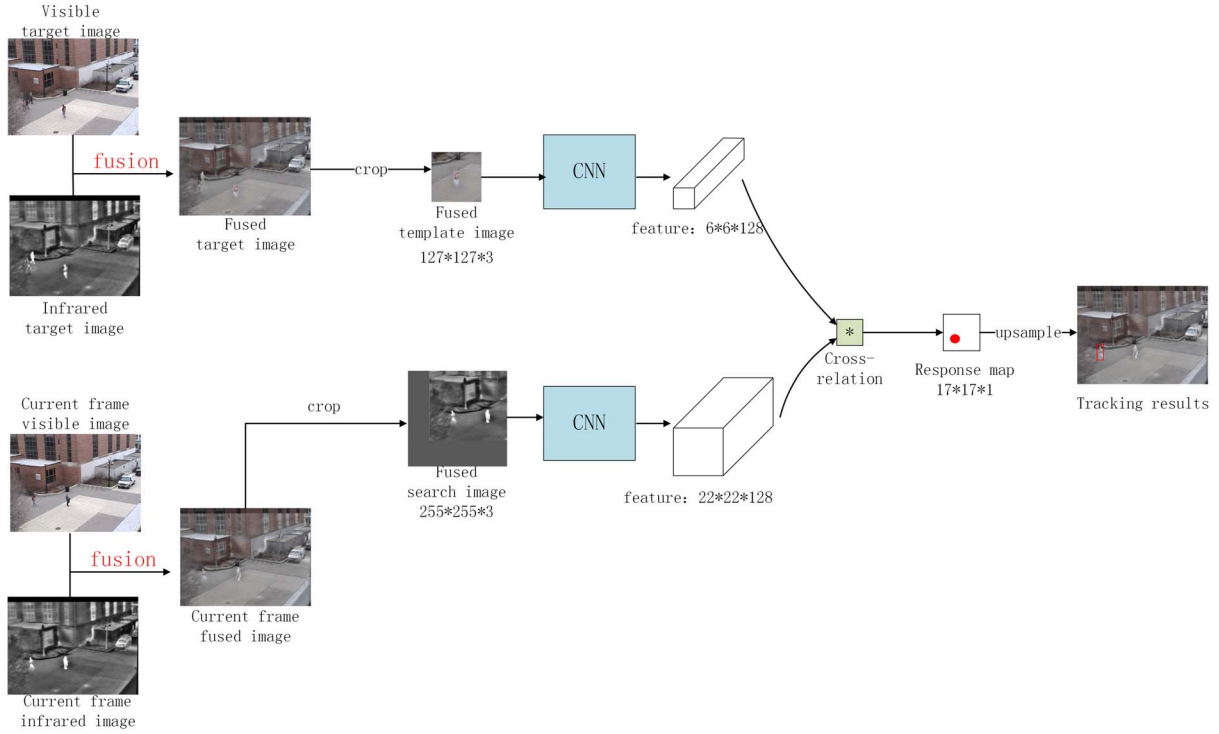 Visible
target image
fusion
Infrared
target image
Fused
target image
crop
Fused
template image
127*127*3
CNN
feature: 6*6*128
Current frame
visible image
fusion
Current frame
infrared image
Current frame
fused image
crop
Fused
search image
255*255*3
CNN
feature: 22*22*128
*
Cross-
relation
Response map
17*17*1
upsample
Tracking results